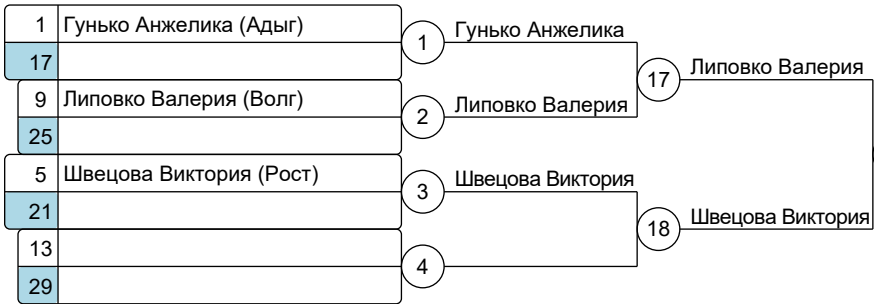 1 Гунько Анжелика (Адыг)
17
1
Гунько Анжелика
9 Липовко Валерия (Волг)
25
2
Липовко Валерия
17
Липовко Валерия
5 Швецова Виктория (Рост)
21
3
Швецова Виктория
13
29
4
18
Швецова Виктория